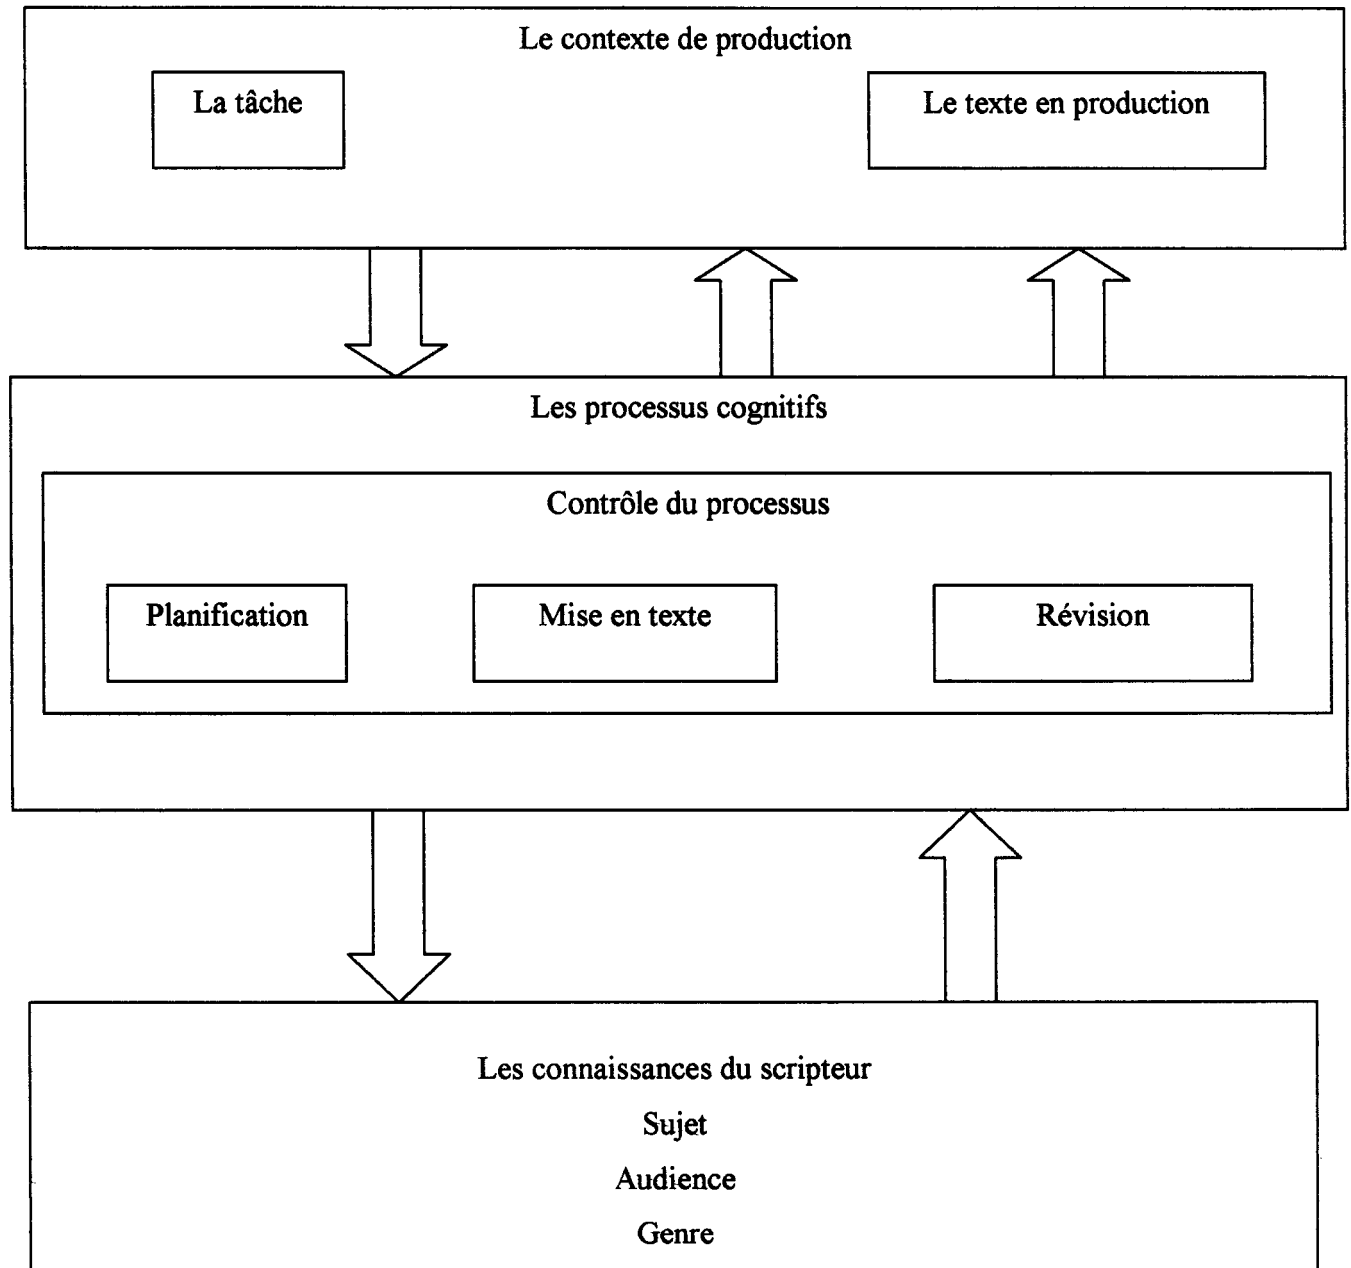 Le contexte de production
La tâche
Le texte en production
Les processus cognitifs
Contrôle du processus
Planification
Mise en texte
Révision
Les connaissances du scripteur
Sujet
Audience
Genre